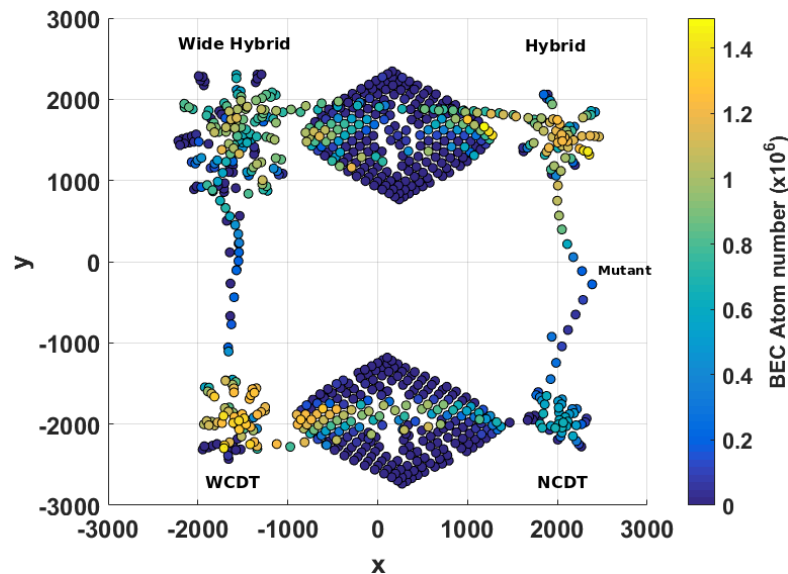 3000
2000
1000
0
-1000
-2000
-3000
y
Wide Hybrid
Hybrid
Mutant
WCDT
NCDT
-3000 -2000 -1000 0 1000 2000 3000
x
1.4
1.2
1
0.8
0.6
0.4
0.2
0
BEC Atom number (x10⁶)